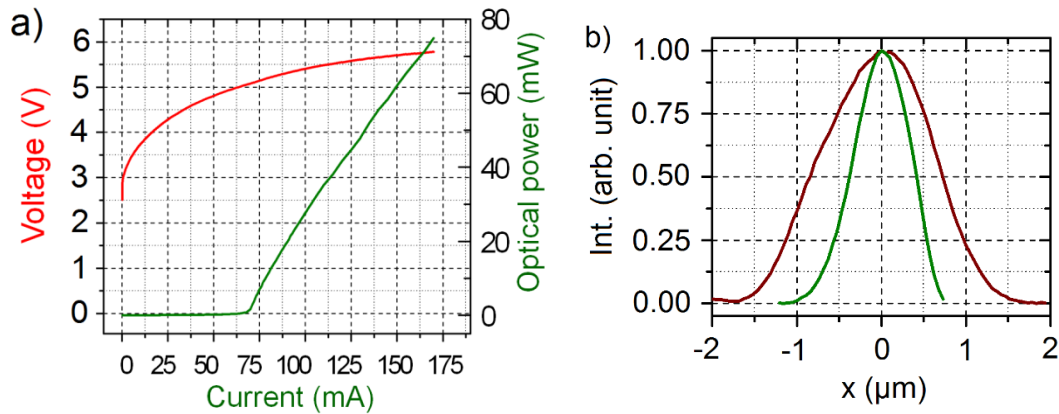 a)
6
5
4
3
2
1
0
Voltage (V)
80
60
40
20
0
Optical power (mW)
0 25 50 75 100 125 150 175
Current (mA)
b)
1.00
0.75
0.50
0.25
0.00
Int. (arb. unit)
-2 -1 0 1 2
x (μm)